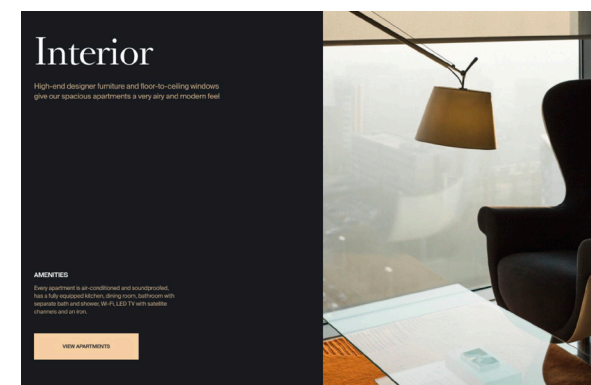 Interior
High-end designer furniture and floor-to-ceiling windows
give our spacious apartments a very airy and modern feel
AMENITIES
Every apartment is air-conditioned and soundproofed,
has a fully equipped kitchen, dining room, bathroom with
separate bath and shower, Wi-Fi, LED TV with satellite
channels and an iron.
VIEW APARTMENTS